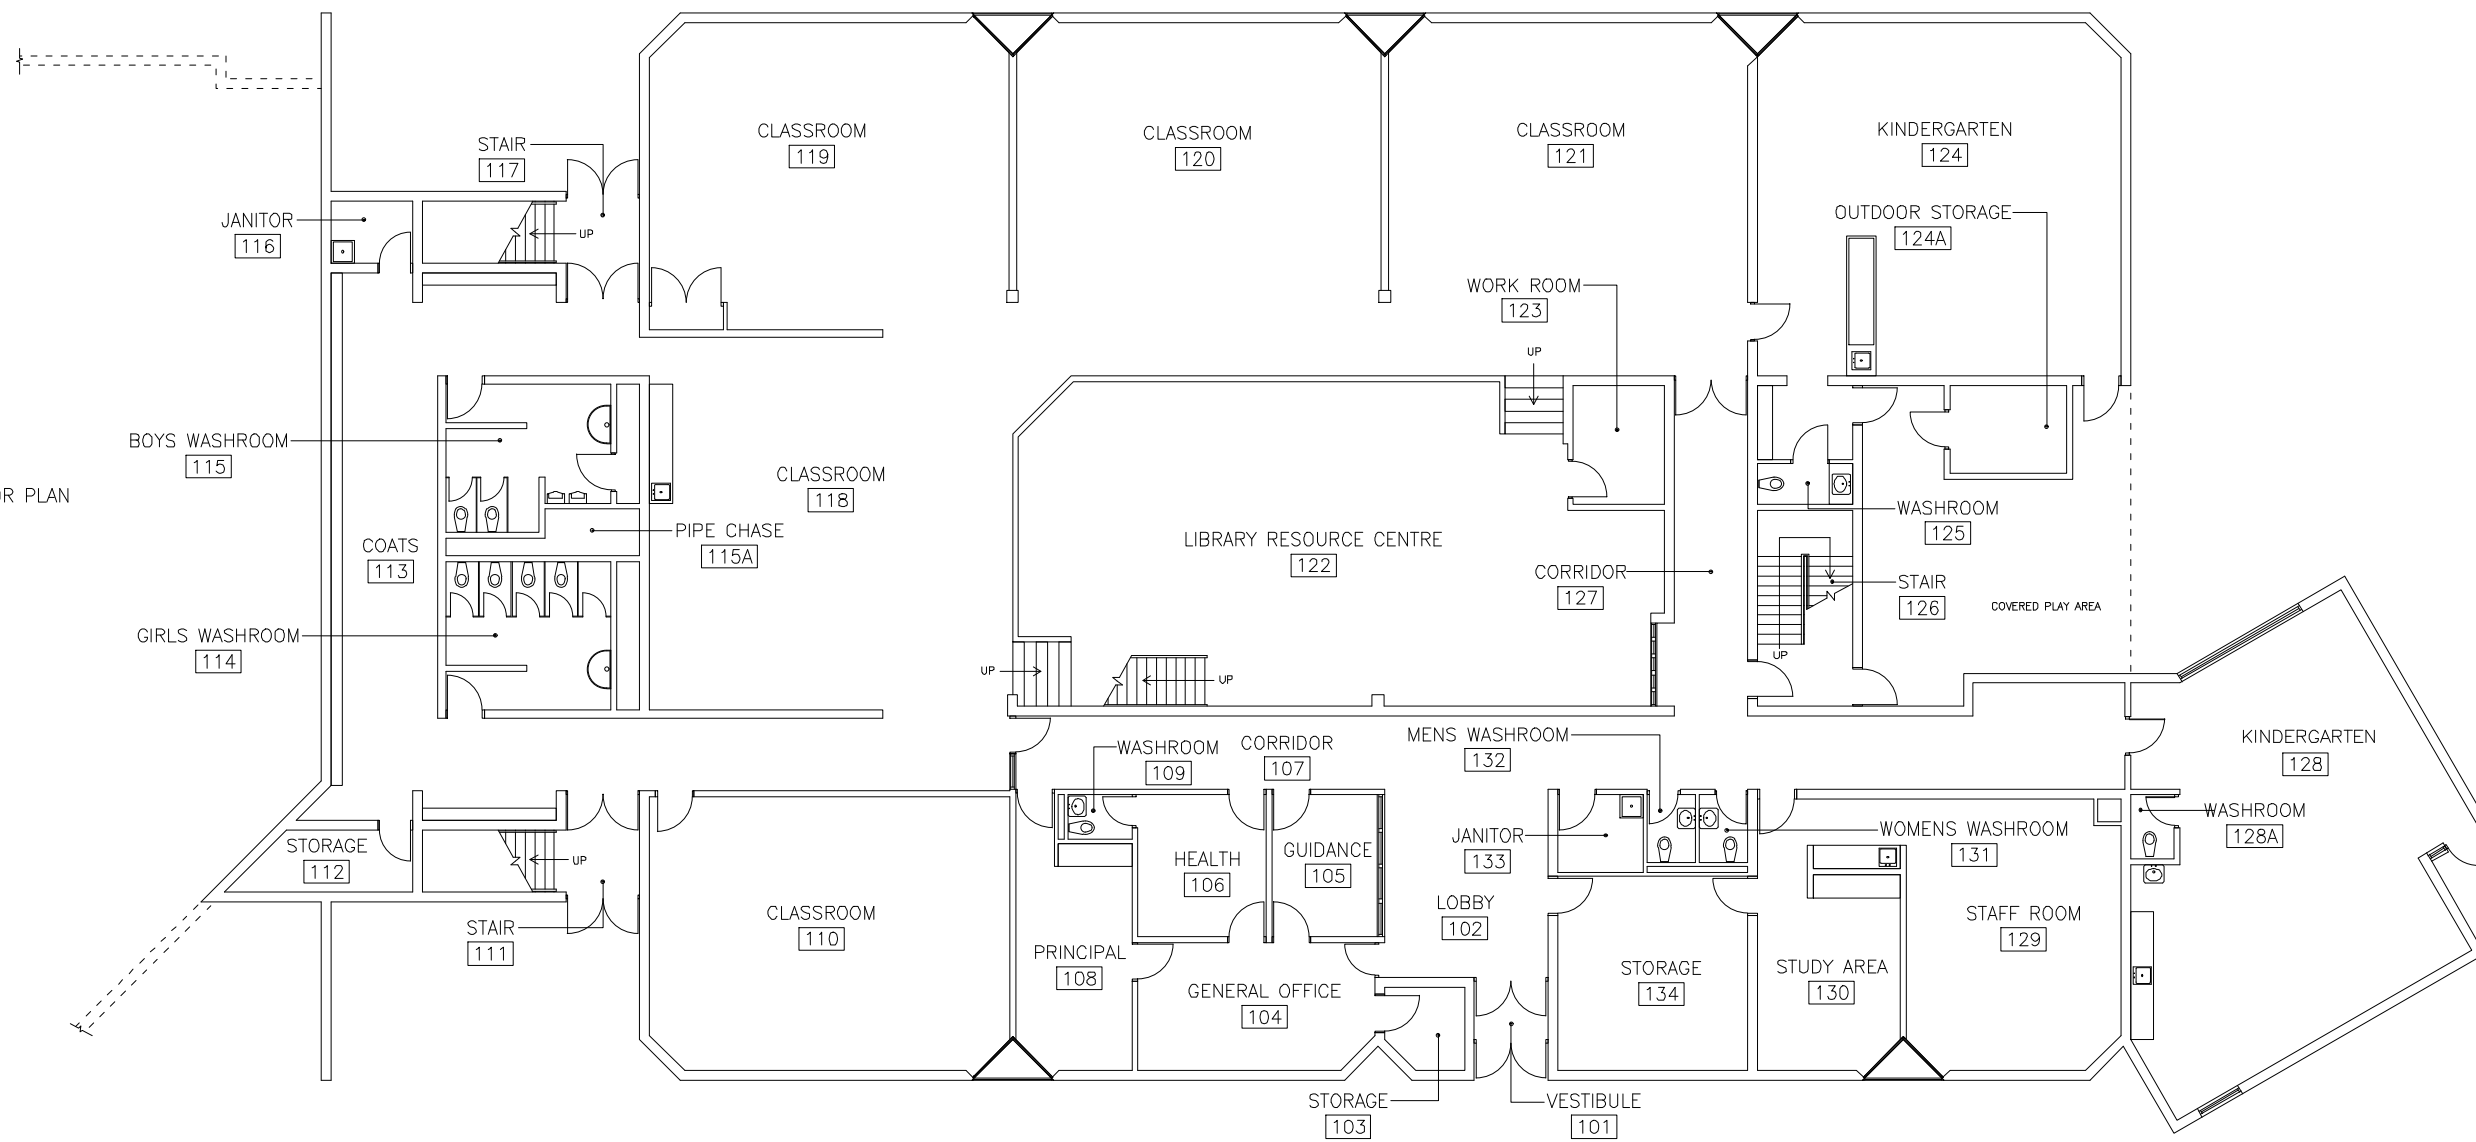 CLASSROOM
119
CLASSROOM
120
CLASSROOM
121
KINDERGARTEN
124
STAIR
117
JANITOR
116
UP
OUTDOOR STORAGE
124A
WORK ROOM
123
UP
BOYS WASHROOM
115
CLASSROOM
118
R PLAN
PIPE CHASE
115A
COATS
113
LIBRARY RESOURCE CENTRE
122
WASHROOM
125
CORRIDOR
127
STAIR
126
COVERED PLAY AREA
GIRLS WASHROOM
114
UP
UP
UP
WASHROOM
109
CORRIDOR
107
MENS WASHROOM
132
KINDERGARTEN
128
STORAGE
112
UP
HEALTH
106
GUIDANCE
105
JANITOR
133
WOMENS WASHROOM
131
WASHROOM
128A
STAIR
111
CLASSROOM
110
PRINCIPAL
108
LOBBY
102
STAFF ROOM
129
GENERAL OFFICE
104
STORAGE
134
STUDY AREA
130
STORAGE
103
VESTIBULE
101